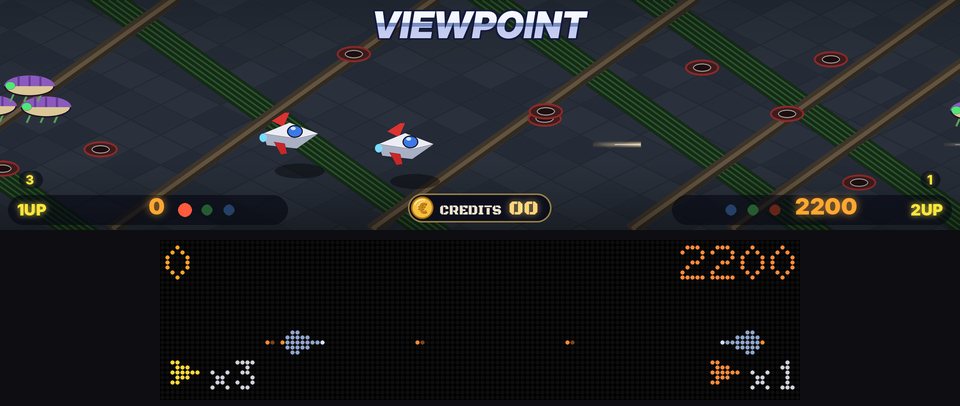 VIEWPOINT
3
1
1UP 0
CREDITS 00
2200 2UP
0
2200
x3
x1